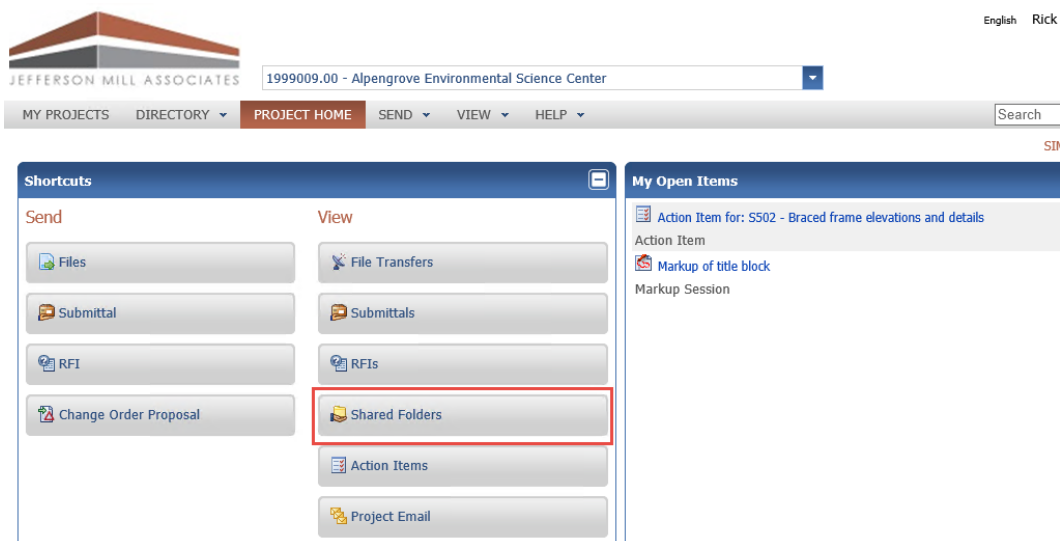 English Rick
JEFFERSON MILL ASSOCIATES
1999009.00 - Alpengrove Environmental Science Center
MY PROJECTS DIRECTORY PROJECT HOME SEND VIEW HELP Search
SIM
Shortcuts
Send
Files
Submittal
RFI
Change Order Proposal
View
File Transfers
Submittals
RFIs
Shared Folders
Action Items
Project Email
My Open Items
Action Item for: S502 - Braced frame elevations and details
Action Item
Markup of title block
Markup Session